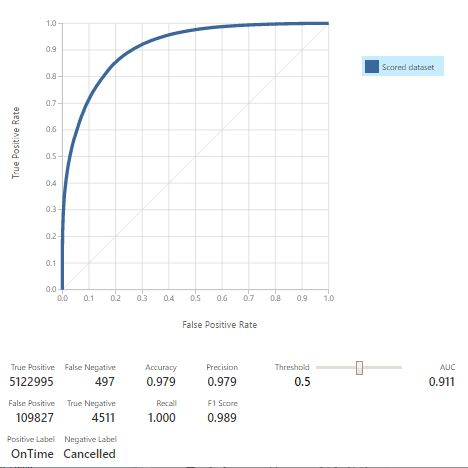 1.0
0.9
0.8
0.7
0.6
0.5
0.4
0.3
0.2
0.1
0.0
True Positive Rate
0.0 0.1 0.2 0.3 0.4 0.5 0.6 0.7 0.8 0.9 1.0
False Positive Rate
Scored dataset
True Positive False Negative Accuracy Precision Threshold AUC
5122995 497 0.979 0.979 0.5 0.911
False Positive True Negative Recall F1 Score
109827 4511 1.000 0.989
Positive Label Negative Label
OnTime Cancelled